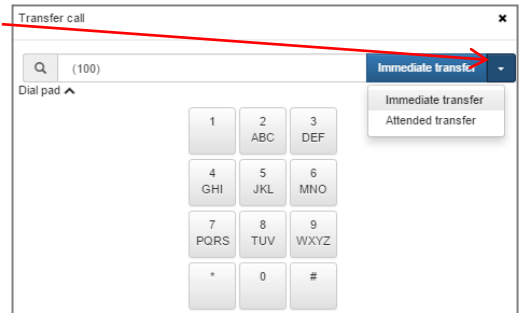 Transfer call ×
(100) Immediate transfer
Dial pad
Immediate transfer
Attended transfer
1 2 3
ABC DEF
4 5 6
GHI JKL MNO
7 8 9
PQRS TUV WXYZ
* 0 #